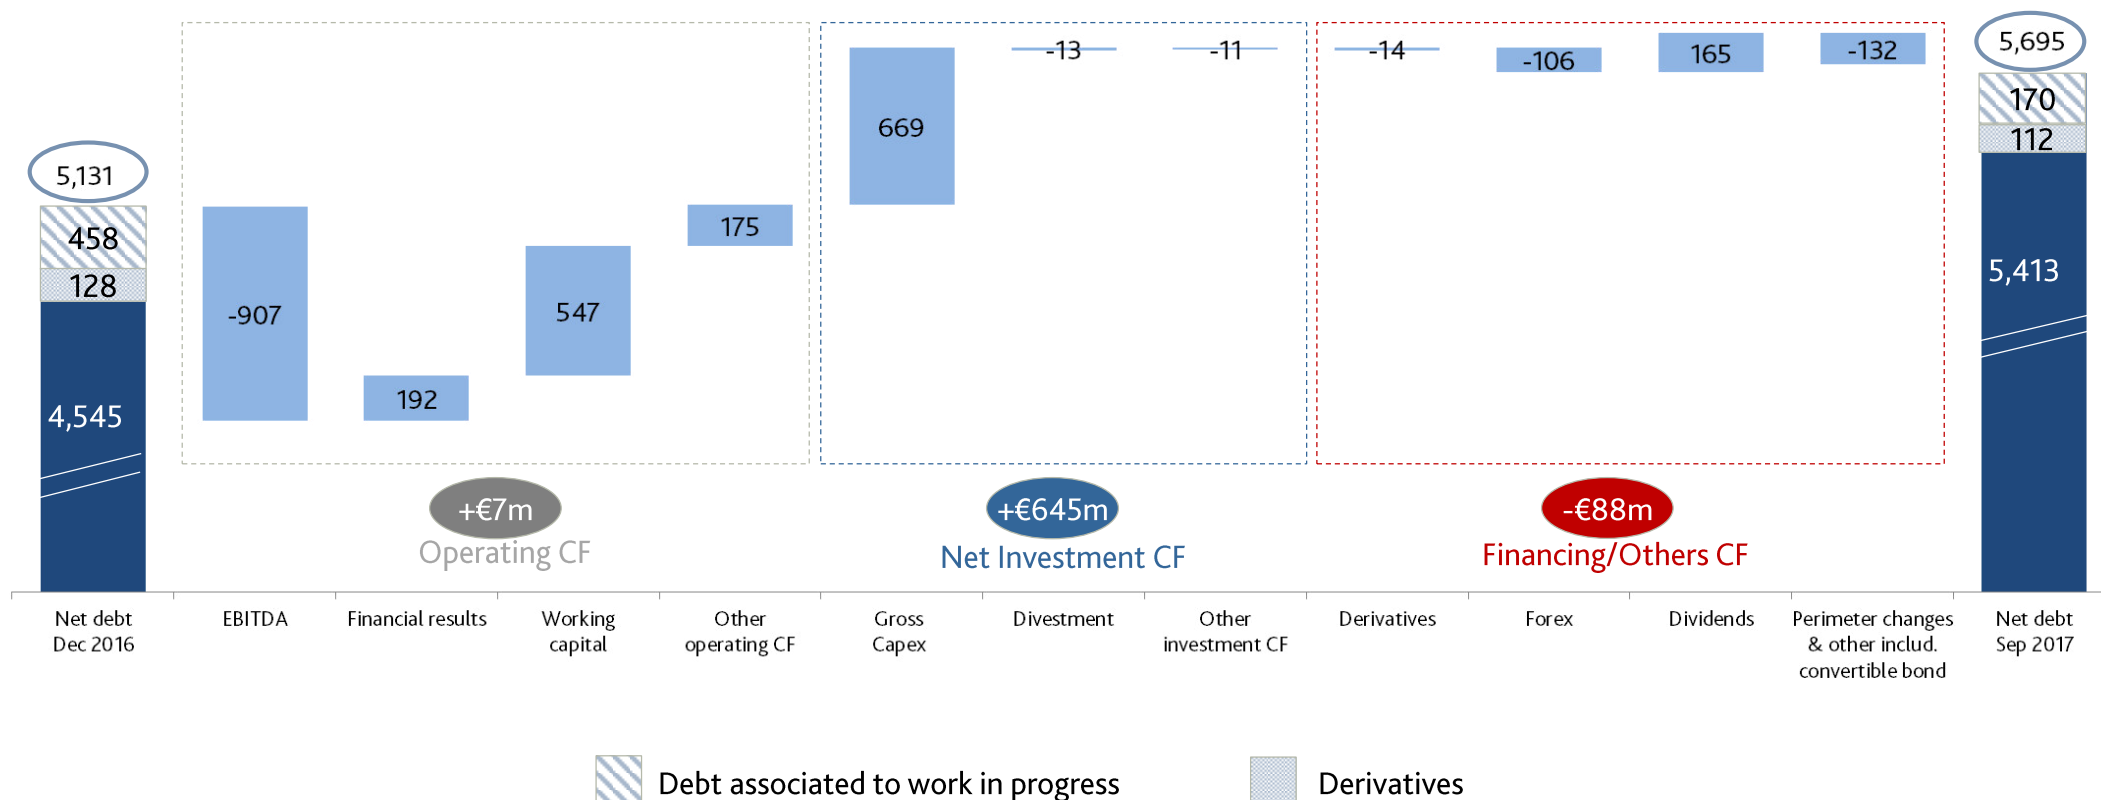 5,131
458
128
4,545
-907
192
547
175
669
-13
-11
-14
-106
165
-132
5,695
170
112
5,413
+€7m
Operating CF
+€645m
Net Investment CF
-€88m
Financing/Others CF
Net debt
Dec 2016
EBITDA
Financial results
Working
capital
Other
operating CF
Gross
Capex
Divestment
Other
investment CF
Derivatives
Forex
Dividends
Perimeter changes
& other includ.
convertible bond
Net debt
Sep 2017
Debt associated to work in progress
Derivatives